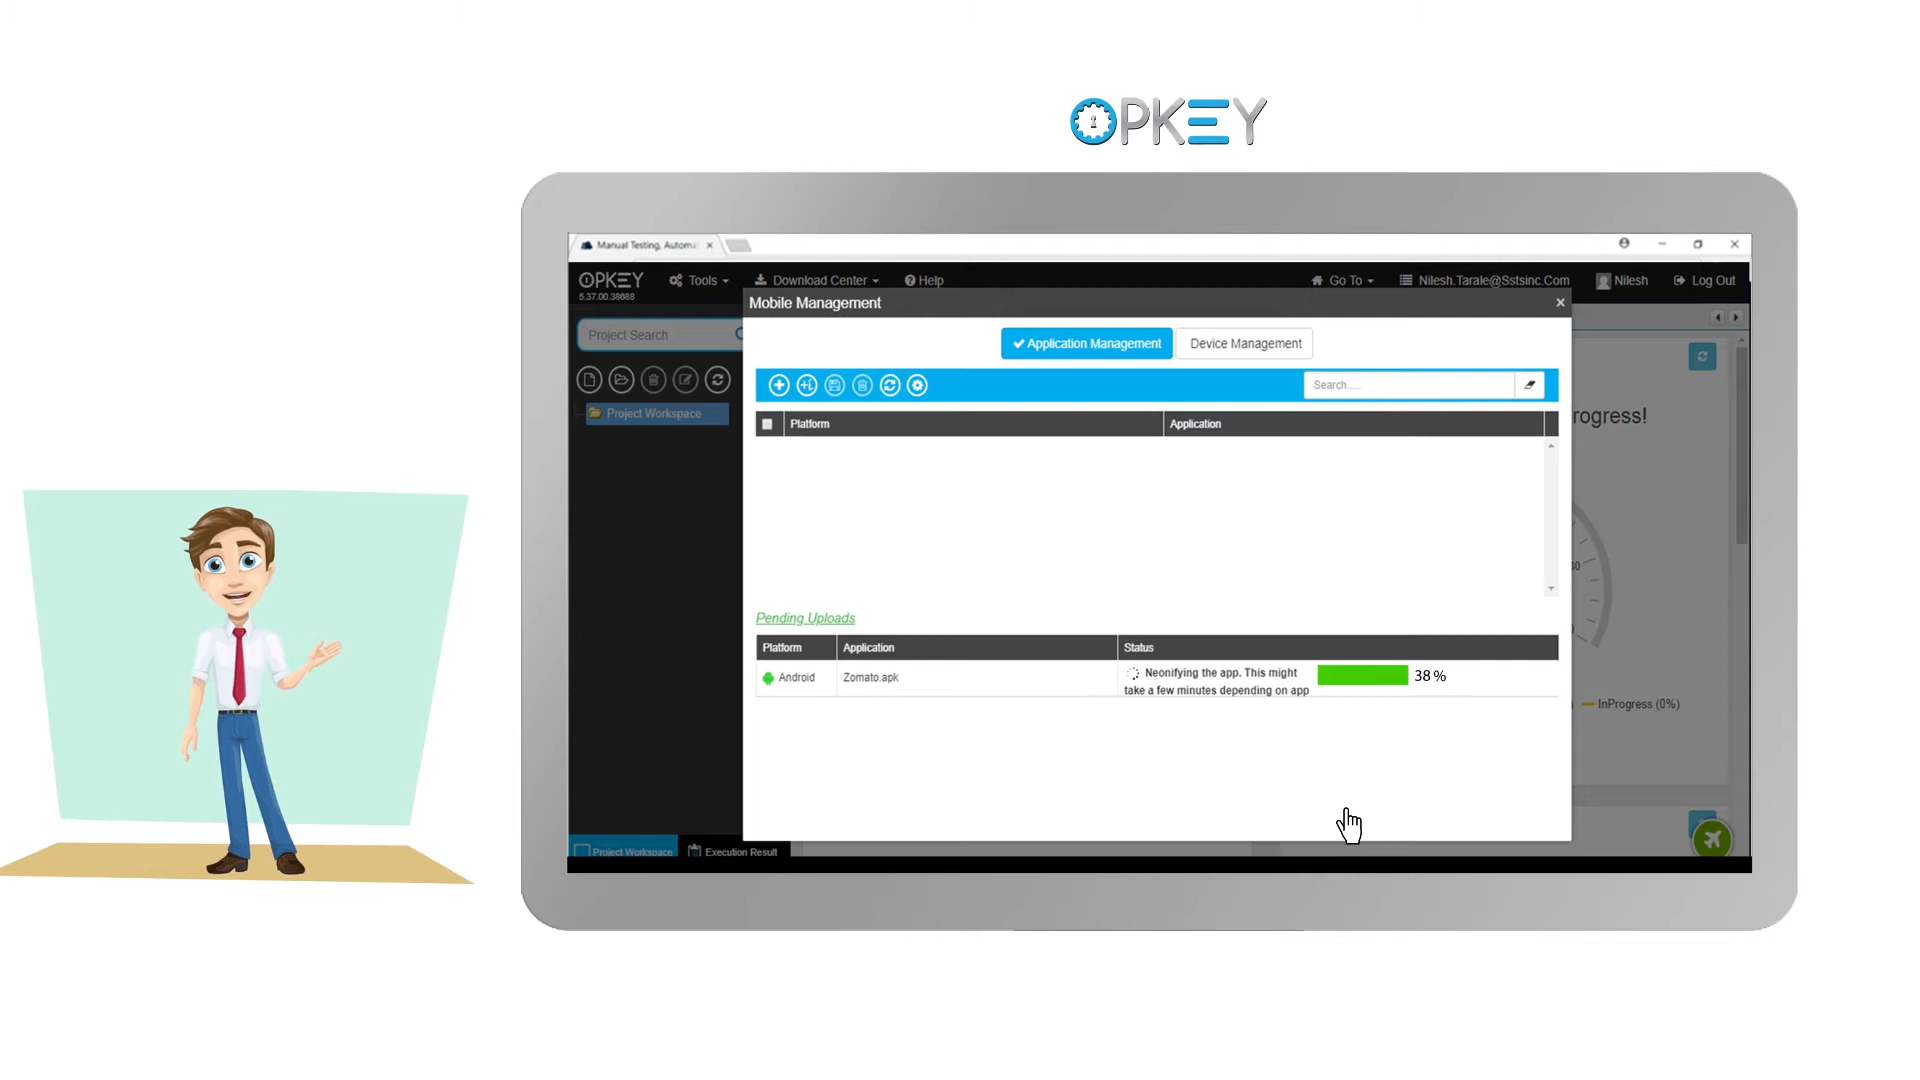 OPKEY
Manual Testing, Automa
OPKEY
5.37.00.38688
Tools
Download Center
Help
Go To
Nilesh.Tarale@Sstsinc.Com
Nilesh
Log Out
Mobile Management
Project Search
Application Management
Device Management
Search.....
Project Workspace
rogress!
Platform
Application
Pending Uploads
Platform
Application
Status
Android
Zomato.apk
Neonifying the app. This might
take a few minutes depending on app
38 %
InProgress (0%)
Project Workspace
Execution Result